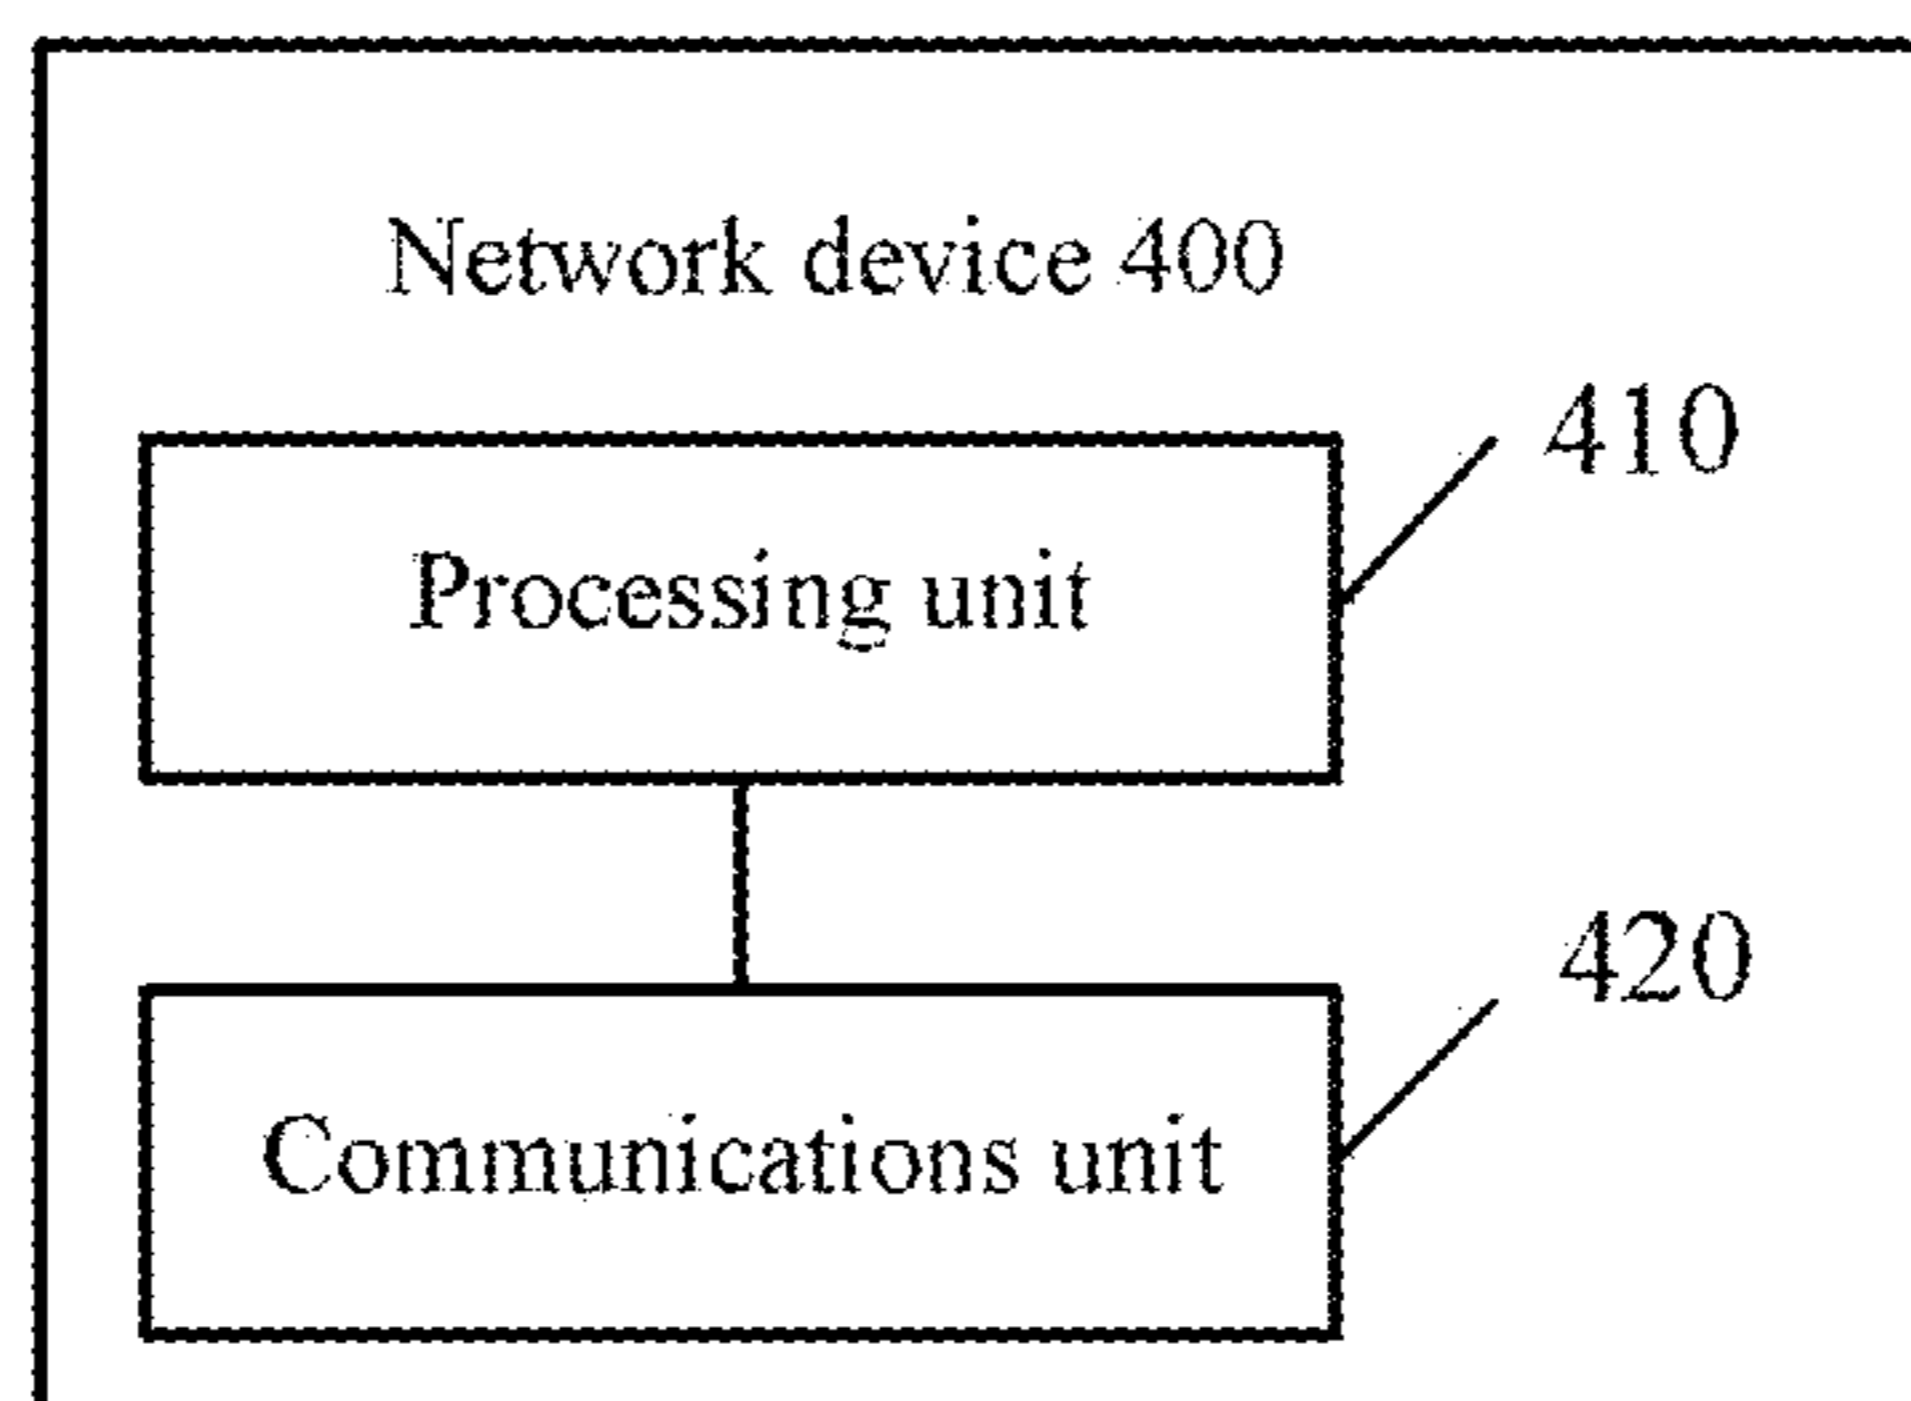 Network device 400
410
Processing unit
420
Communications unit